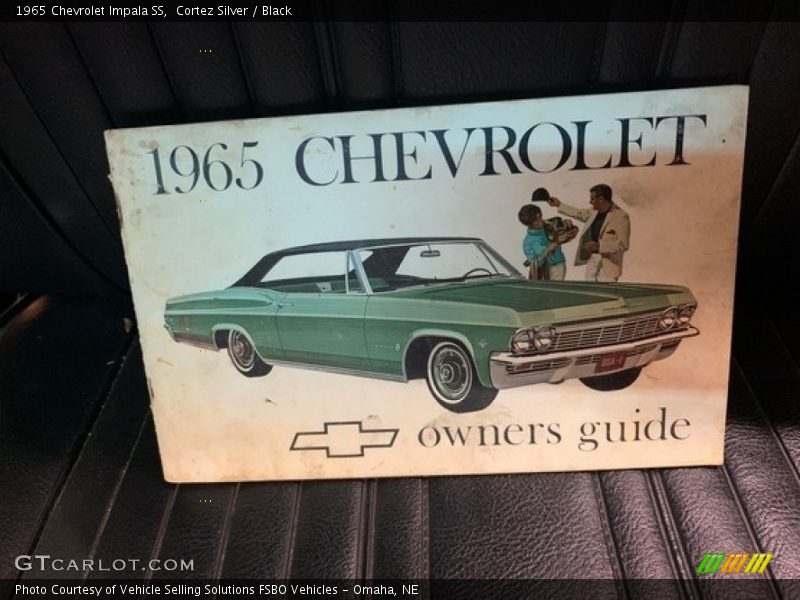 1965 Chevrolet Impala SS,  Cortez Silver / Black
1965 CHEVROLET
owners guide
GTCARLOT.COM
Photo Courtesy of Vehicle Selling Solutions FSBO Vehicles – Omaha, NE